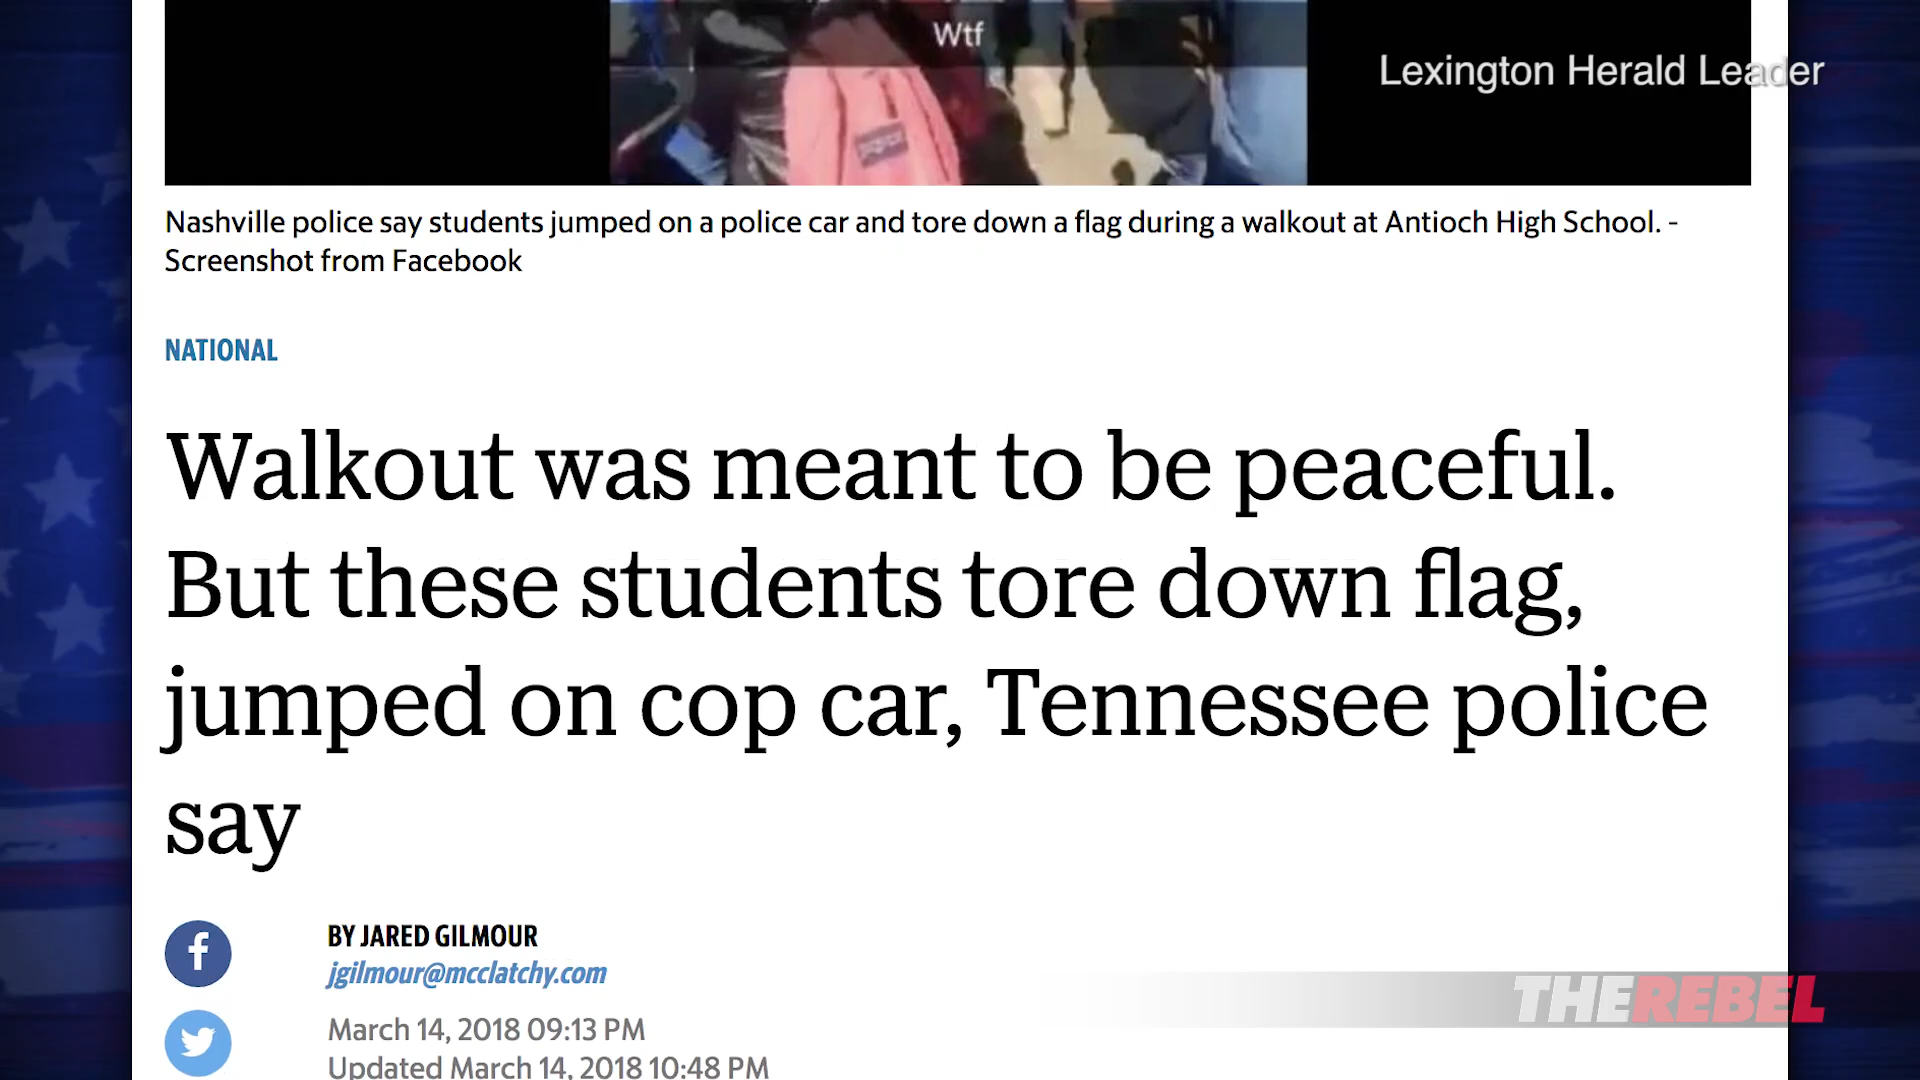 Wtf
Lexington Herald Leader
Nashville police say students jumped on a police car and tore down a flag during a walkout at Antioch High School. -
Screenshot from Facebook
NATIONAL
Walkout was meant to be peaceful.
But these students tore down flag,
jumped on cop car, Tennessee police
say
BY JARED GILMOUR
jgilmour@mcclatchy.com
March 14, 2018 09:13 PM
Updated March 14, 2018 10:48 PM
THE REBEL